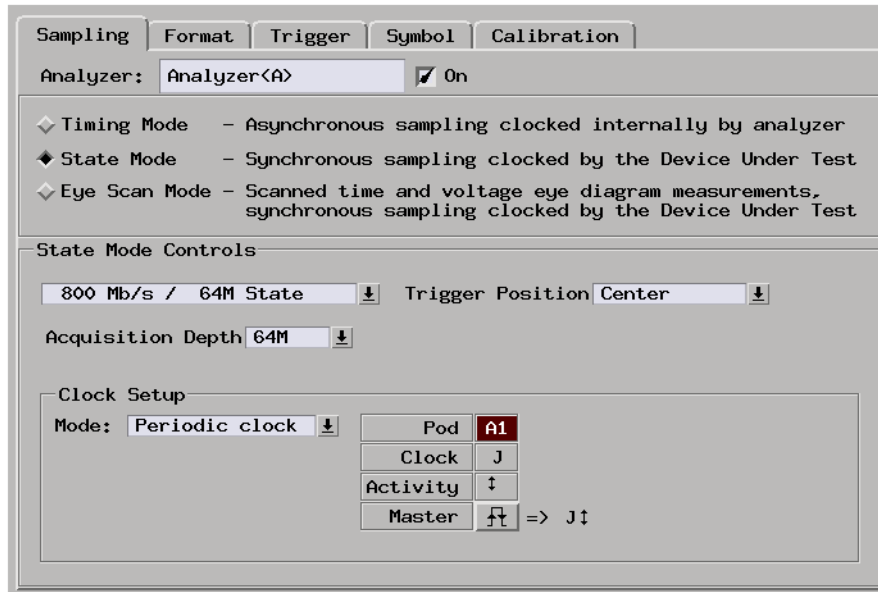 Sampling Format Trigger Symbol Calibration
Analyzer: Analyzer<A> On
Timing Mode - Asynchronous sampling clocked internally by analyzer
State Mode - Synchronous sampling clocked by the Device Under Test
Eye Scan Mode - Scanned time and voltage eye diagram measurements,
synchronous sampling clocked by the Device Under Test
State Mode Controls
800 Mb/s / 64M State Trigger Position Center
Acquisition Depth 64M
Clock Setup
Mode: Periodic clock Pod A1
Clock J
Activity ↕
Master => J↕